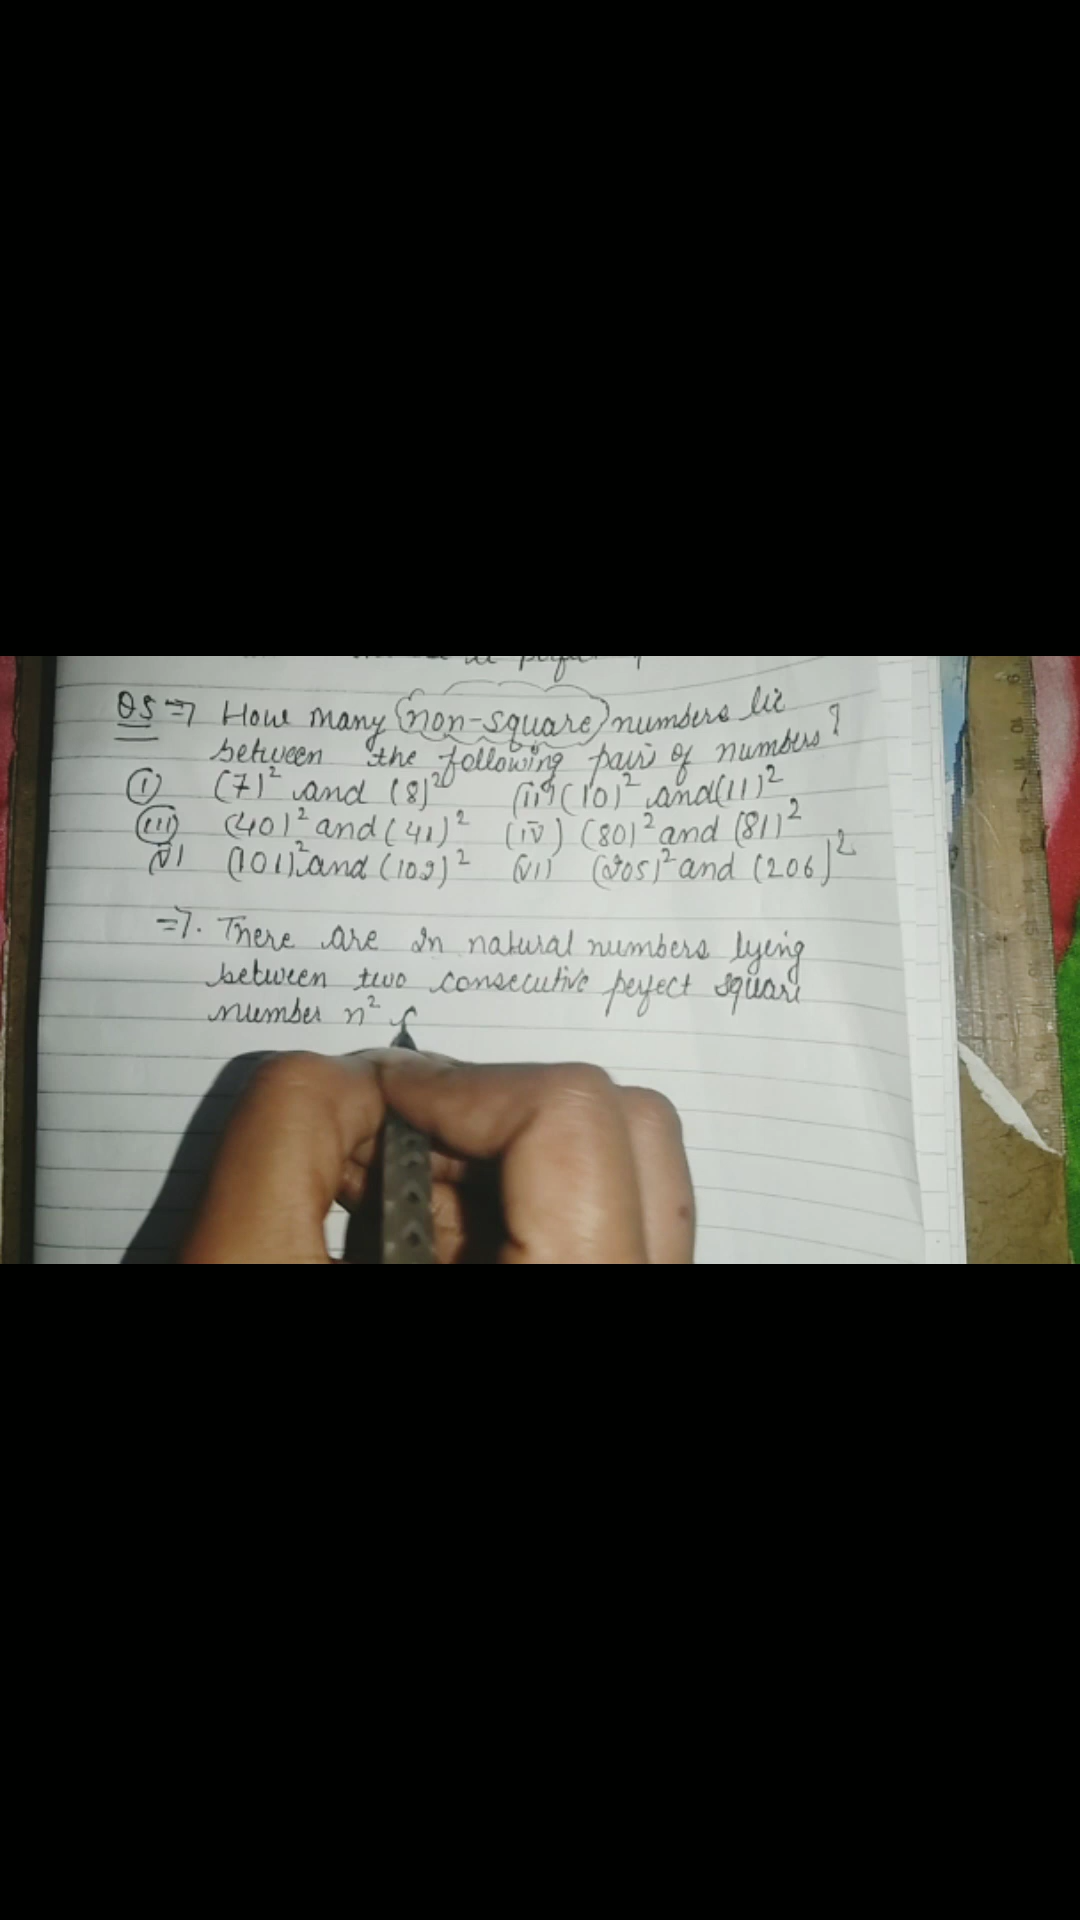 Q5 => How many non-square numbers lie
between the following pairs of numbers?
(i) (7)² and (8)² (ii) (10)² and (11)²
(iii) (40)² and (41)² (iv) (80)² and (81)²
(v) (101)² and (102)² (vi) (205)² and (206)²
=> There are 2n natural numbers lying
between two consecutive perfect square
number n²